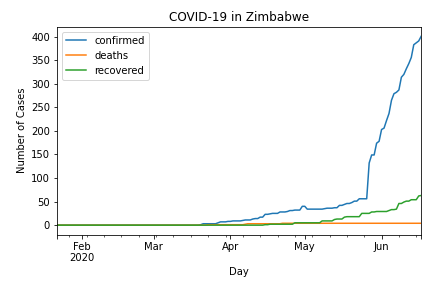 COVID-19 in Zimbabwe
confirmed
deaths
recovered
Number of Cases
400
350
300
250
200
150
100
50
0
Feb Mar Apr May Jun
2020
Day